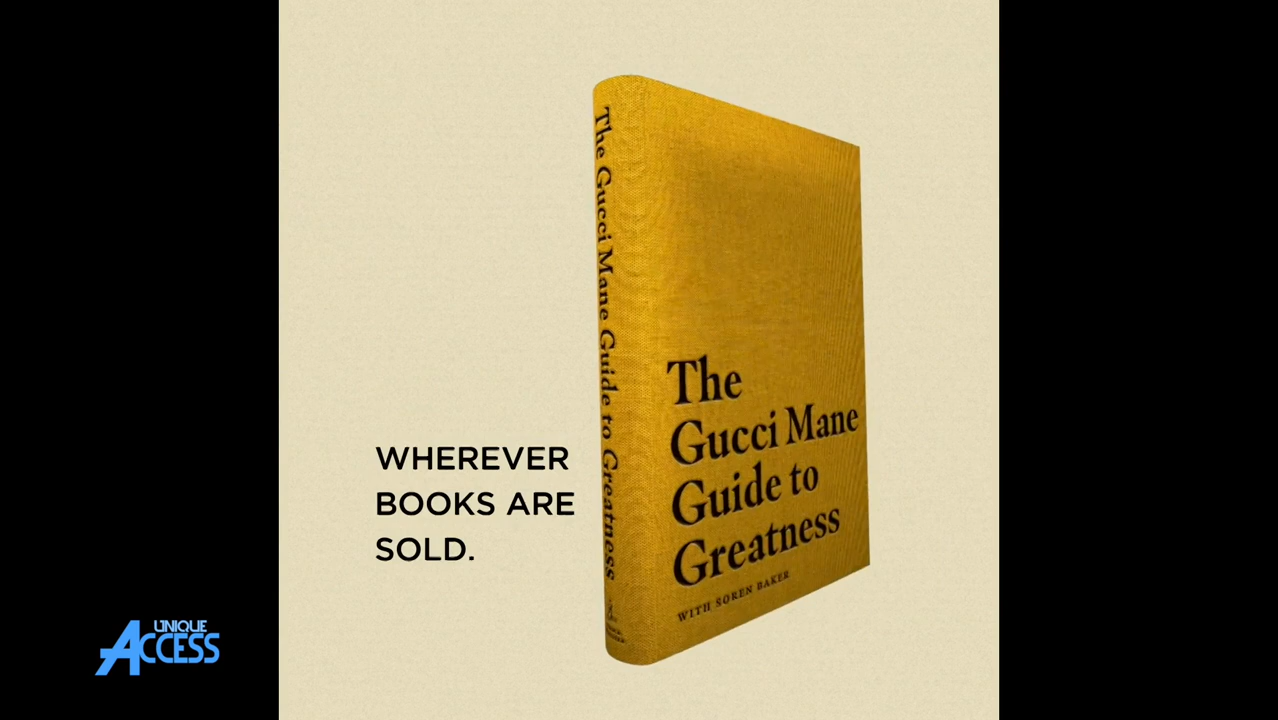 WHEREVER
BOOKS ARE
SOLD.
The Gucci Mane Guide to Greatness
The
Gucci Mane
Guide to
Greatness
WITH SOREN BAKER
UNIQUE
ACCESS